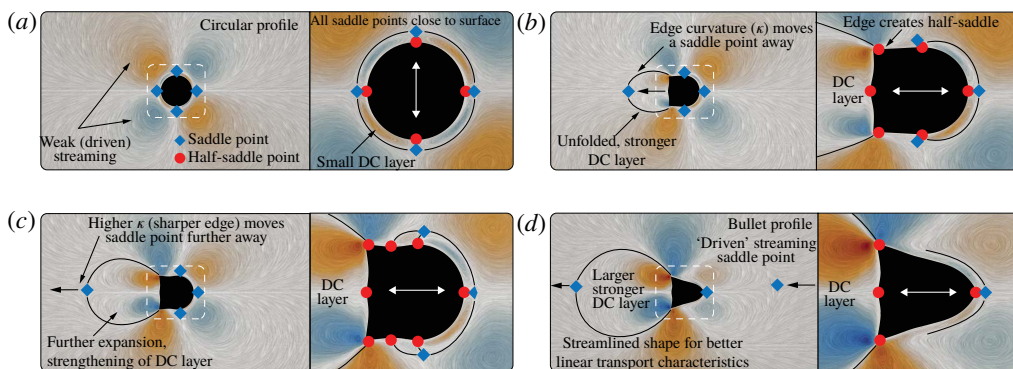 (a)
Circular profile
Weak (driven)
streaming
Saddle point
Half-saddle point
All saddle points close to surface
Small DC layer
(b)
Edge curvature (κ) moves
a saddle point away
Unfolded, stronger
DC layer
Edge creates half-saddle
DC
layer
(c)
Higher κ (sharper edge) moves
saddle point further away
Further expansion,
strengthening of DC layer
DC
layer
(d)
Bullet profile
'Driven' streaming
saddle point
Larger
stronger
DC layer
Streamlined shape for better
linear transport characteristics
DC
layer